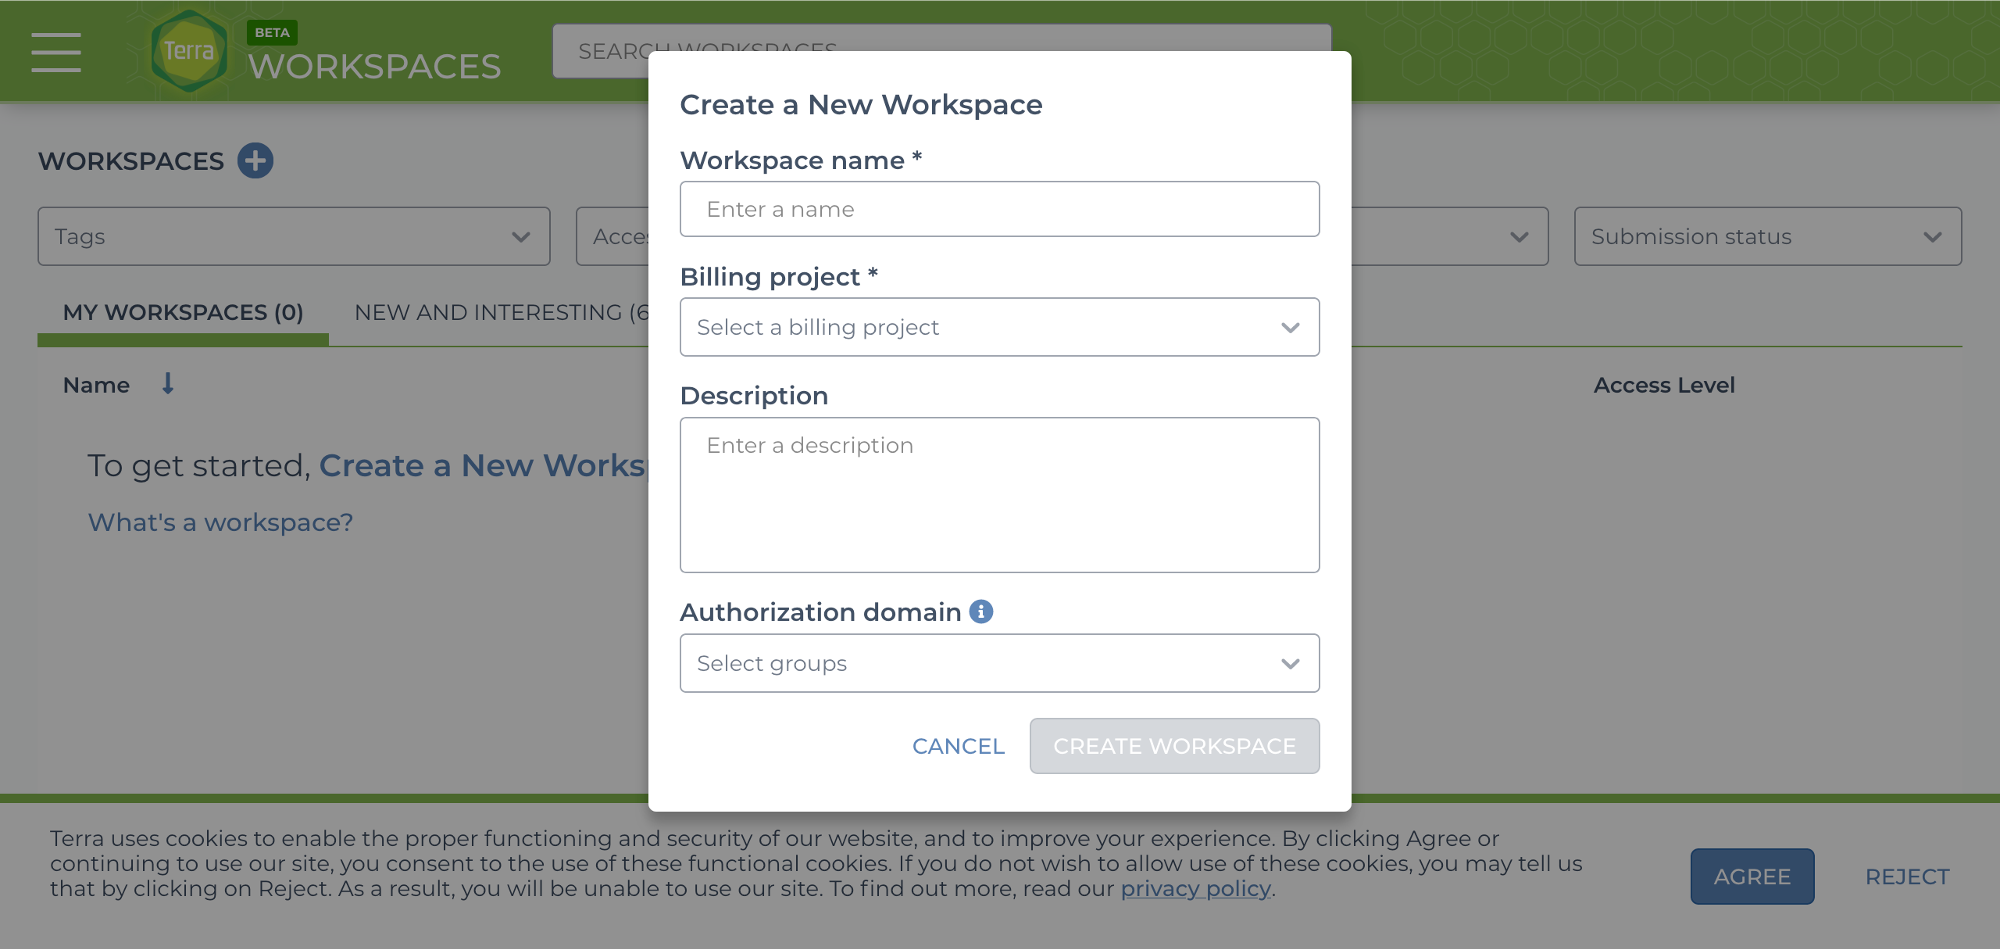 Terra
BETA
WORKSPACES
SEARCH WORKSPACES
WORKSPACES
Tags
Submission status
MY WORKSPACES (0)
NEW AND INTERESTING (6
Name
Access Level
To get started, Create a New
What's a workspace?
Create a New Workspace
Workspace name *
Enter a name
Billing project *
Select a billing project
Description
Enter a description
Authorization domain
Select groups
CANCEL
CREATE WORKSPACE
Terra uses cookies to enable the proper functioning and security of our website, and to improve your experience. By clicking Agree or
continuing to use our site, you consent to the use of these functional cookies. If you do not wish to allow use of these cookies, you may tell us
that by clicking on Reject. As a result, you will be unable to use our site. To find out more, read our privacy policy.
AGREE
REJECT